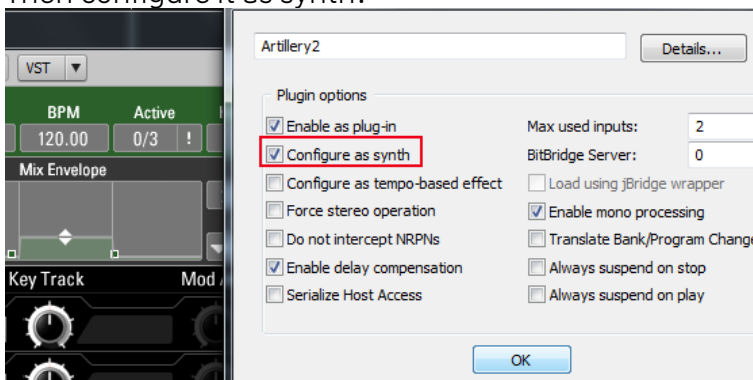 Then configure it as synth.
Artillery2
Details...
VST
Plugin options
BPM Active
Enable as plug-in Max used inputs: 2
120.00 0/3 !
Configure as synth BitBridge Server: 0
Mix Envelope
Configure as tempo-based effect Load using jBridge wrapper
Force stereo operation Enable mono processing
Do not intercept NRPNs Translate Bank/Program Change
Enable delay compensation Always suspend on stop
Key Track Mod
Serialize Host Access Always suspend on play
OK